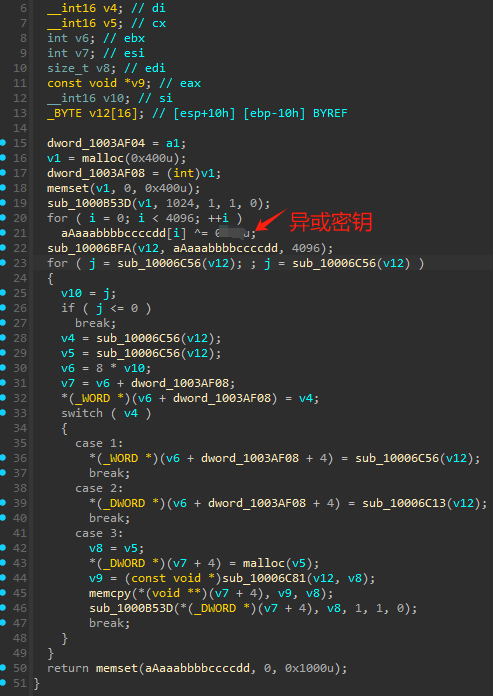 6 __int16 v4; // di
7 __int16 v5; // cx
8 int v6; // ebx
9 int v7; // esi
10 size_t v8; // edi
11 const void *v9; // eax
12 __int16 v10; // si
13 _BYTE v12[16]; // [esp+10h] [ebp-10h] BYREF
14
15 dword_1003AF04 = a1;
16 v1 = malloc(0x400u);
17 dword_1003AF08 = (int)v1;
18 memset(v1, 0, 0x400u);
19 sub_1000B53D(v1, 1024, 1, 1, 0);
20 for ( i = 0; i < 4096; ++i )
21 aAaaabbbbccccdd[i] ^= 异或密钥
22 sub_10006BFA(v12, aAaaabbbbccccdd, 4096);
23 for ( j = sub_10006C56(v12); ; j = sub_10006C56(v12) )
24 {
25 v10 = j;
26 if ( j <= 0 )
27 break;
28 v4 = sub_10006C56(v12);
29 v5 = sub_10006C56(v12);
30 v6 = 8 * v10;
31 v7 = v6 + dword_1003AF08;
32 *(_WORD *)(v6 + dword_1003AF08) = v4;
33 switch ( v4 )
34 {
35 case 1:
36 *(_WORD *)(v6 + dword_1003AF08 + 4) = sub_10006C56(v12);
37 break;
38 case 2:
39 *(_DWORD *)(v6 + dword_1003AF08 + 4) = sub_10006C13(v12);
40 break;
41 case 3:
42 v8 = v5;
43 *(_DWORD *)(v7 + 4) = malloc(v5);
44 v9 = (const void *)sub_10006C81(v12, v8);
45 memcpy(*(void **)(v7 + 4), v9, v8);
46 sub_1000B53D(*(_DWORD *)(v7 + 4), v8, 1, 1, 0);
47 break;
48 }
49 }
50 return memset(aAaaabbbbccccdd, 0, 0x1000u);
51 }